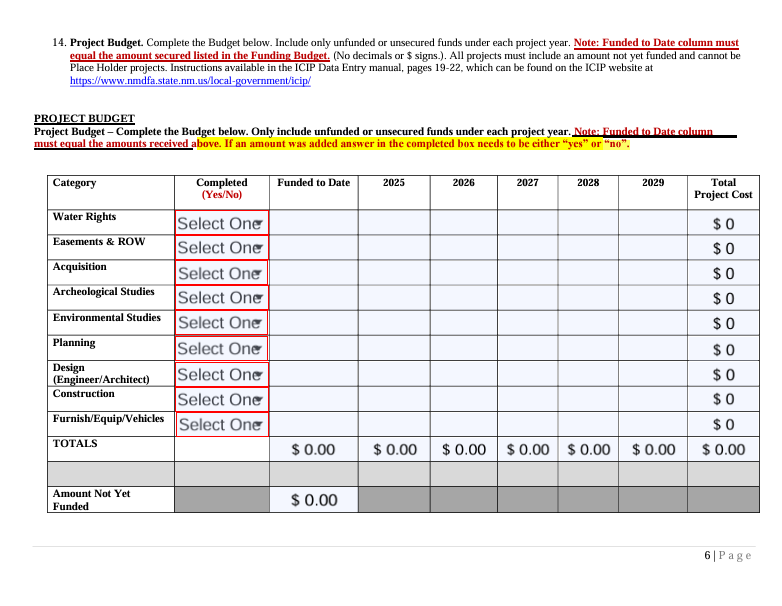 14. Project Budget. Complete the Budget below. Include only unfunded or unsecured funds under each project year. Note: Funded to Date column must
equal the amount secured listed in the Funding Budget. (No decimals or $ signs.). All projects must include an amount not yet funded and cannot be
Place Holder projects. Instructions available in the ICIP Data Entry manual, pages 19-22, which can be found on the ICIP website at
https://www.nmdfa.state.nm.us/local-government/icip/
PROJECT BUDGET
Project Budget – Complete the Budget below. Only include unfunded or unsecured funds under each project year. Note: Funded to Date column
must equal the amounts received above. If an amount was added answer in the completed box needs to be either “yes” or “no”.
Category Completed Funded to Date 2025 2026 2027 2028 2029 Total
(Yes/No) Project Cost
Water Rights Select One $ 0
Easements & ROW Select One $ 0
Acquisition Select One $ 0
Archeological Studies Select One $ 0
Environmental Studies Select One $ 0
Planning Select One $ 0
Design
(Engineer/Architect) Select One $ 0
Construction Select One $ 0
Furnish/Equip/Vehicles Select One $ 0
TOTALS $ 0.00 $ 0.00 $ 0.00 $ 0.00 $ 0.00 $ 0.00 $ 0.00
Amount Not Yet
Funded $ 0.00
6 | Page